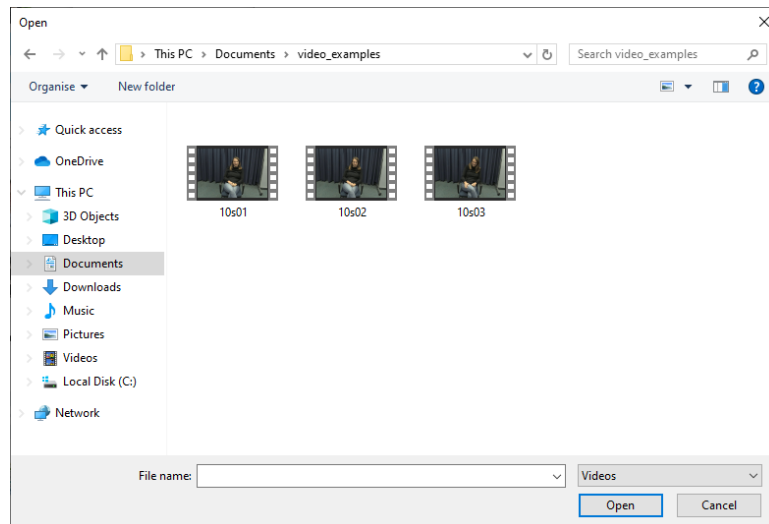 Open
This PC > Documents > video_examples
Search video_examples
Organise
New folder
Quick access
OneDrive
This PC
3D Objects
Desktop
Documents
Downloads
Music
Pictures
Videos
Local Disk (C:)
Network
10s01 10s02 10s03
File name:
Videos
Open Cancel